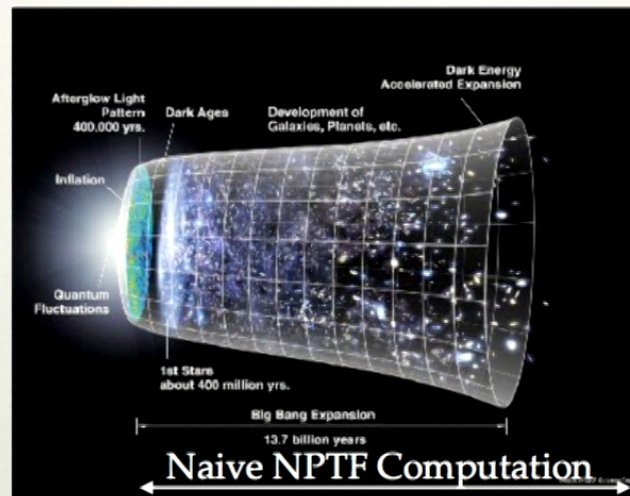 Dark Energy
Accelerated Expansion
Afterglow Light
Pattern
400,000 yrs.
Dark Ages
Development of
Galaxies, Planets, etc.
Inflation
Quantum
Fluctuations
1st Stars
about 400 million yrs.
Big Bang Expansion
13.7 billion years
Naive NPTF Computation